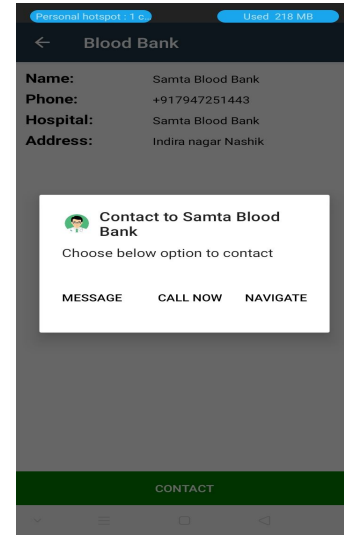 Personal hotspot : 1 c..
Used 218 MB
Blood Bank
Name: Samta Blood Bank
Phone: +917947251443
Hospital: Samta Blood Bank
Address: Indira nagar Nashik
Contact to Samta Blood
Bank
Choose below option to contact
MESSAGE CALL NOW NAVIGATE
CONTACT